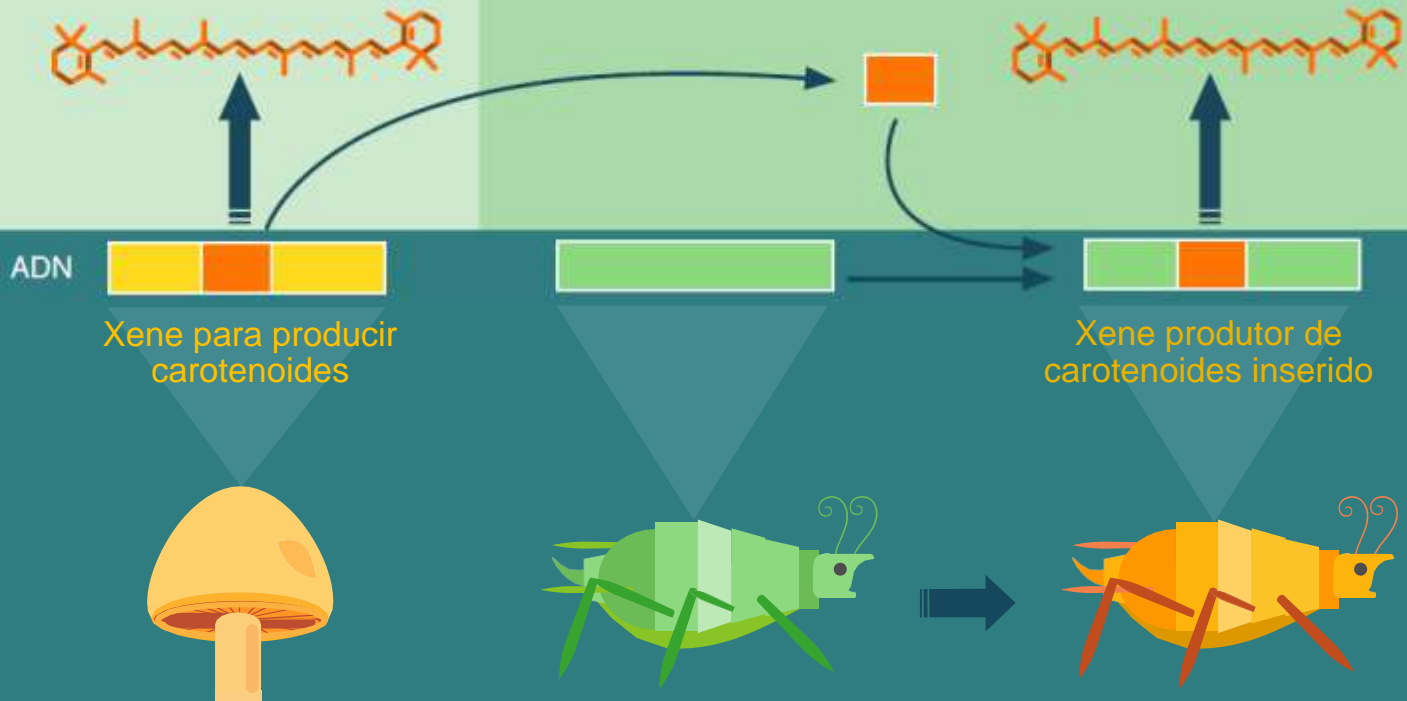 ADN
Xene para producir
carotenoides
Xene produtor de
carotenoides inserido